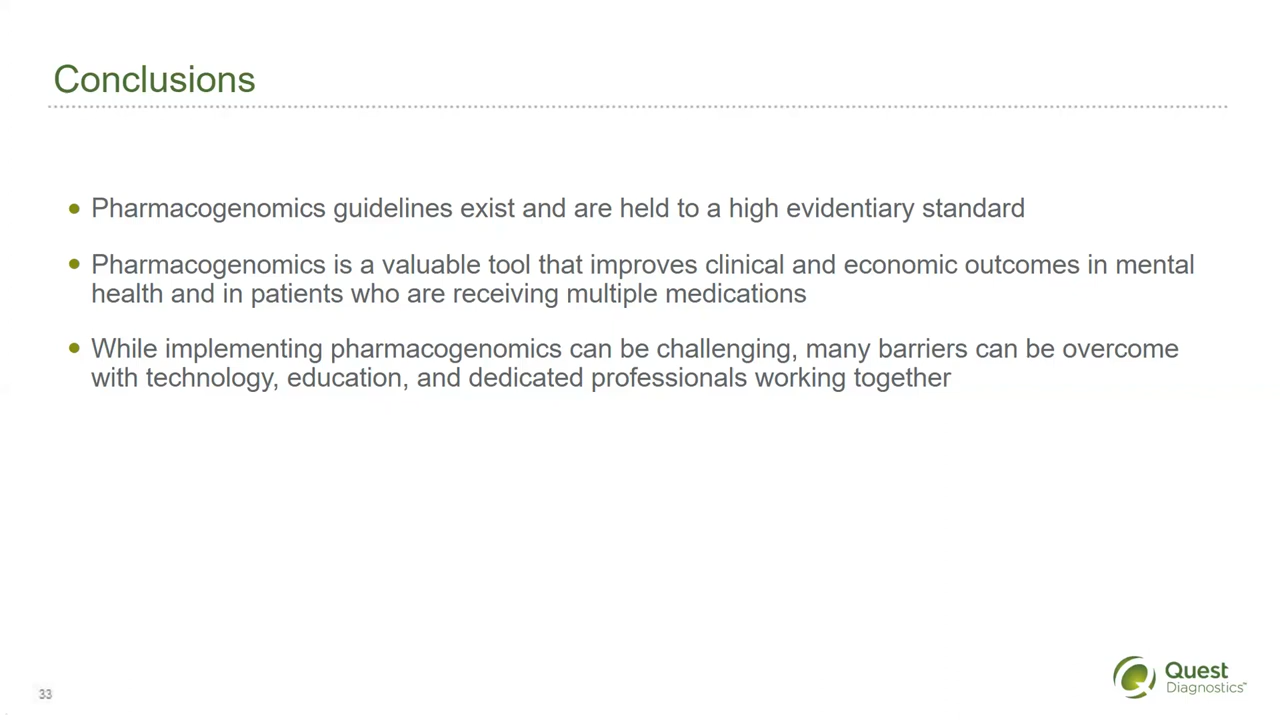 Conclusions
• Pharmacogenomics guidelines exist and are held to a high evidentiary standard
• Pharmacogenomics is a valuable tool that improves clinical and economic outcomes in mental
health and in patients who are receiving multiple medications
• While implementing pharmacogenomics can be challenging, many barriers can be overcome
with technology, education, and dedicated professionals working together
33
Quest
Diagnostics™